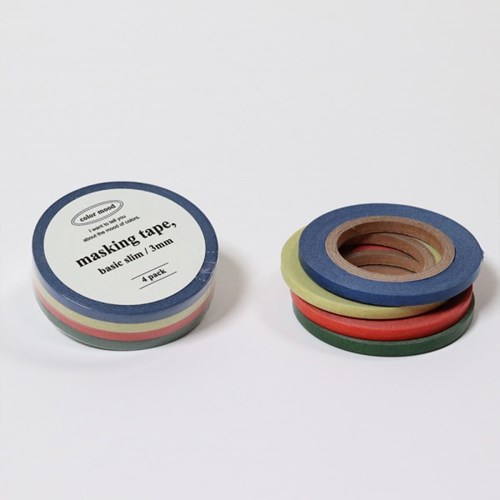 color mood
I want to tell you
about the mood of colors.
masking tape,
basic slim / 3mm
4 pack